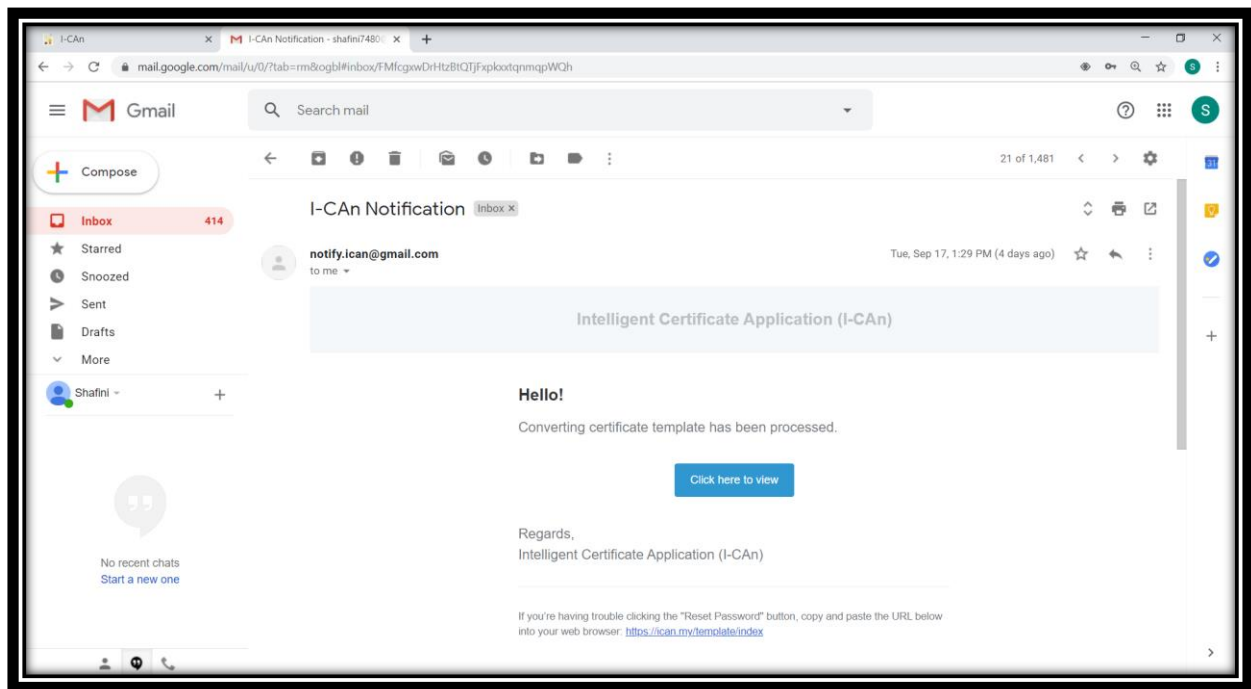 I-CAn
I-CAn Notification - shafini7480
mail.google.com/mail/u/0/?tab=rm&ogbl#inbox/FMfcgxwDrHtzBtQTjFxpkxxtqnmqpWQh
S
Gmail
Search mail
S
Compose
21 of 1,481
31
Inbox 414
Starred
Snoozed
Sent
Drafts
More
Shafini
No recent chats
Start a new one
I-CAn Notification Inbox x
notify.ican@gmail.com
Tue, Sep 17, 1:29 PM (4 days ago)
to me
Intelligent Certificate Application (I-CAn)
Hello!
Converting certificate template has been processed.
Click here to view
Regards,
Intelligent Certificate Application (I-CAn)
If you're having trouble clicking the "Reset Password" button, copy and paste the URL below
into your web browser: https://ican.my/template/index